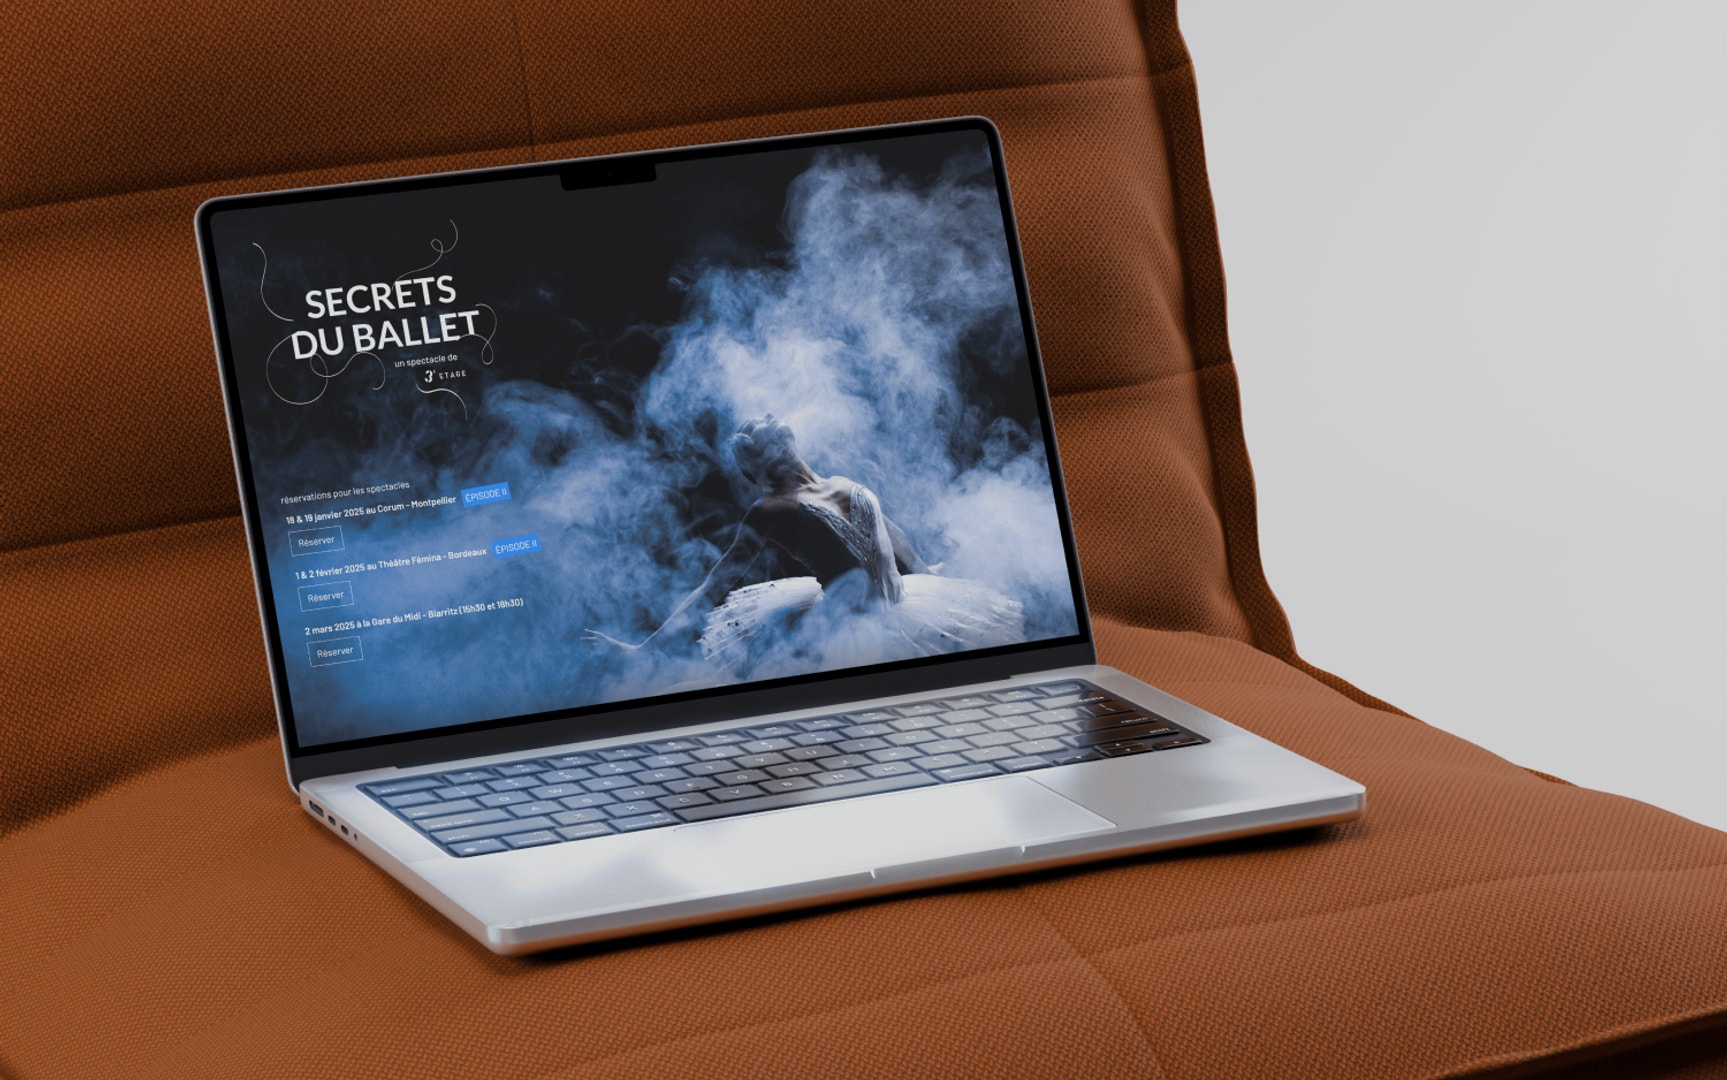 SECRETS
DU BALLET
un spectacle de
3e ETAGE
réservations pour les spectacles
18 & 19 janvier 2025 au Corum - Montpellier ÉPISODE II
Réserver
1 & 2 février 2025 au Théâtre Fémina - Bordeaux ÉPISODE II
Réserver
2 mars 2025 à la Gare du Midi - Biarritz (15h30 et 18h30)
Réserver